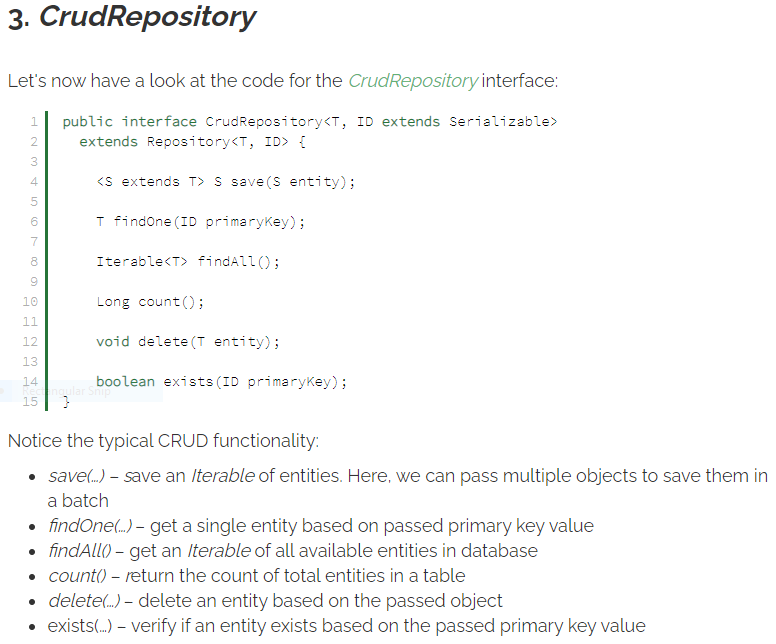 3. CrudRepository
Let's now have a look at the code for the CrudRepository interface:
1 public interface CrudRepository<T, ID extends Serializable>
2 extends Repository<T, ID> {
3
4 <S extends T> S save(S entity);
5
6 T findOne(ID primaryKey);
7
8 Iterable<T> findAll();
9
10 Long count();
11
12 void delete(T entity);
13
14 boolean exists(ID primaryKey);
Rectangular Snip
15 }
Notice the typical CRUD functionality:
• save(…) – save an Iterable of entities. Here, we can pass multiple objects to save them in
a batch
• findOne(…) – get a single entity based on passed primary key value
• findAll() – get an Iterable of all available entities in database
• count() – return the count of total entities in a table
• delete(…) – delete an entity based on the passed object
• exists(…) – verify if an entity exists based on the passed primary key value